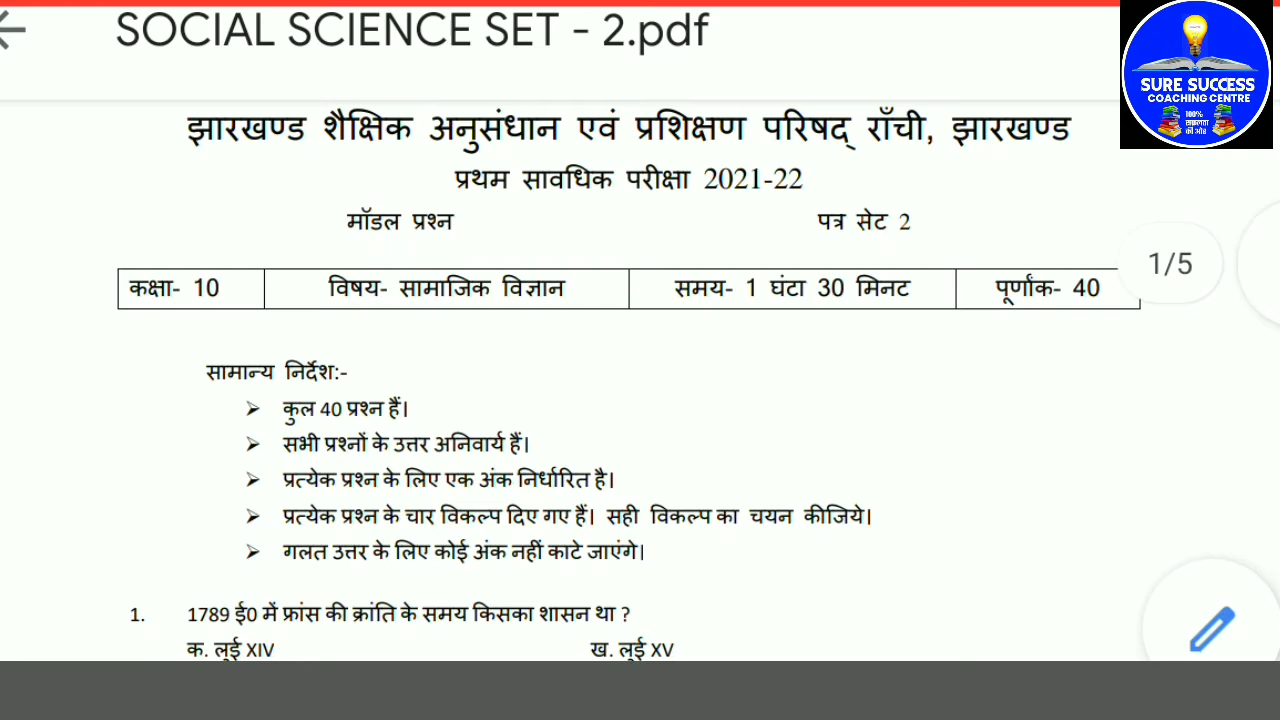 SOCIAL SCIENCE SET - 2.pdf
SURE SUCCESS
COACHING CENTRE
100%
सफलता
की ओर
झारखण्ड शैक्षिक अनुसंधान एवं प्रशिक्षण परिषद् राँची, झारखण्ड
प्रथम सावधिक परीक्षा 2021-22
मॉडल प्रश्न पत्र सेट 2
1/5
कक्षा- 10 विषय- सामाजिक विज्ञान समय- 1 घंटा 30 मिनट पूर्णांक- 40
सामान्य निर्देश:-
➢ कुल 40 प्रश्न हैं।
➢ सभी प्रश्नों के उत्तर अनिवार्य हैं।
➢ प्रत्येक प्रश्न के लिए एक अंक निर्धारित है।
➢ प्रत्येक प्रश्न के चार विकल्प दिए गए हैं। सही विकल्प का चयन कीजिये।
➢ गलत उत्तर के लिए कोई अंक नहीं काटे जाएंगे।
1. 1789 ई0 में फ्रांस की क्रांति के समय किसका शासन था ?
क. लुई XIV ख. लुई XV